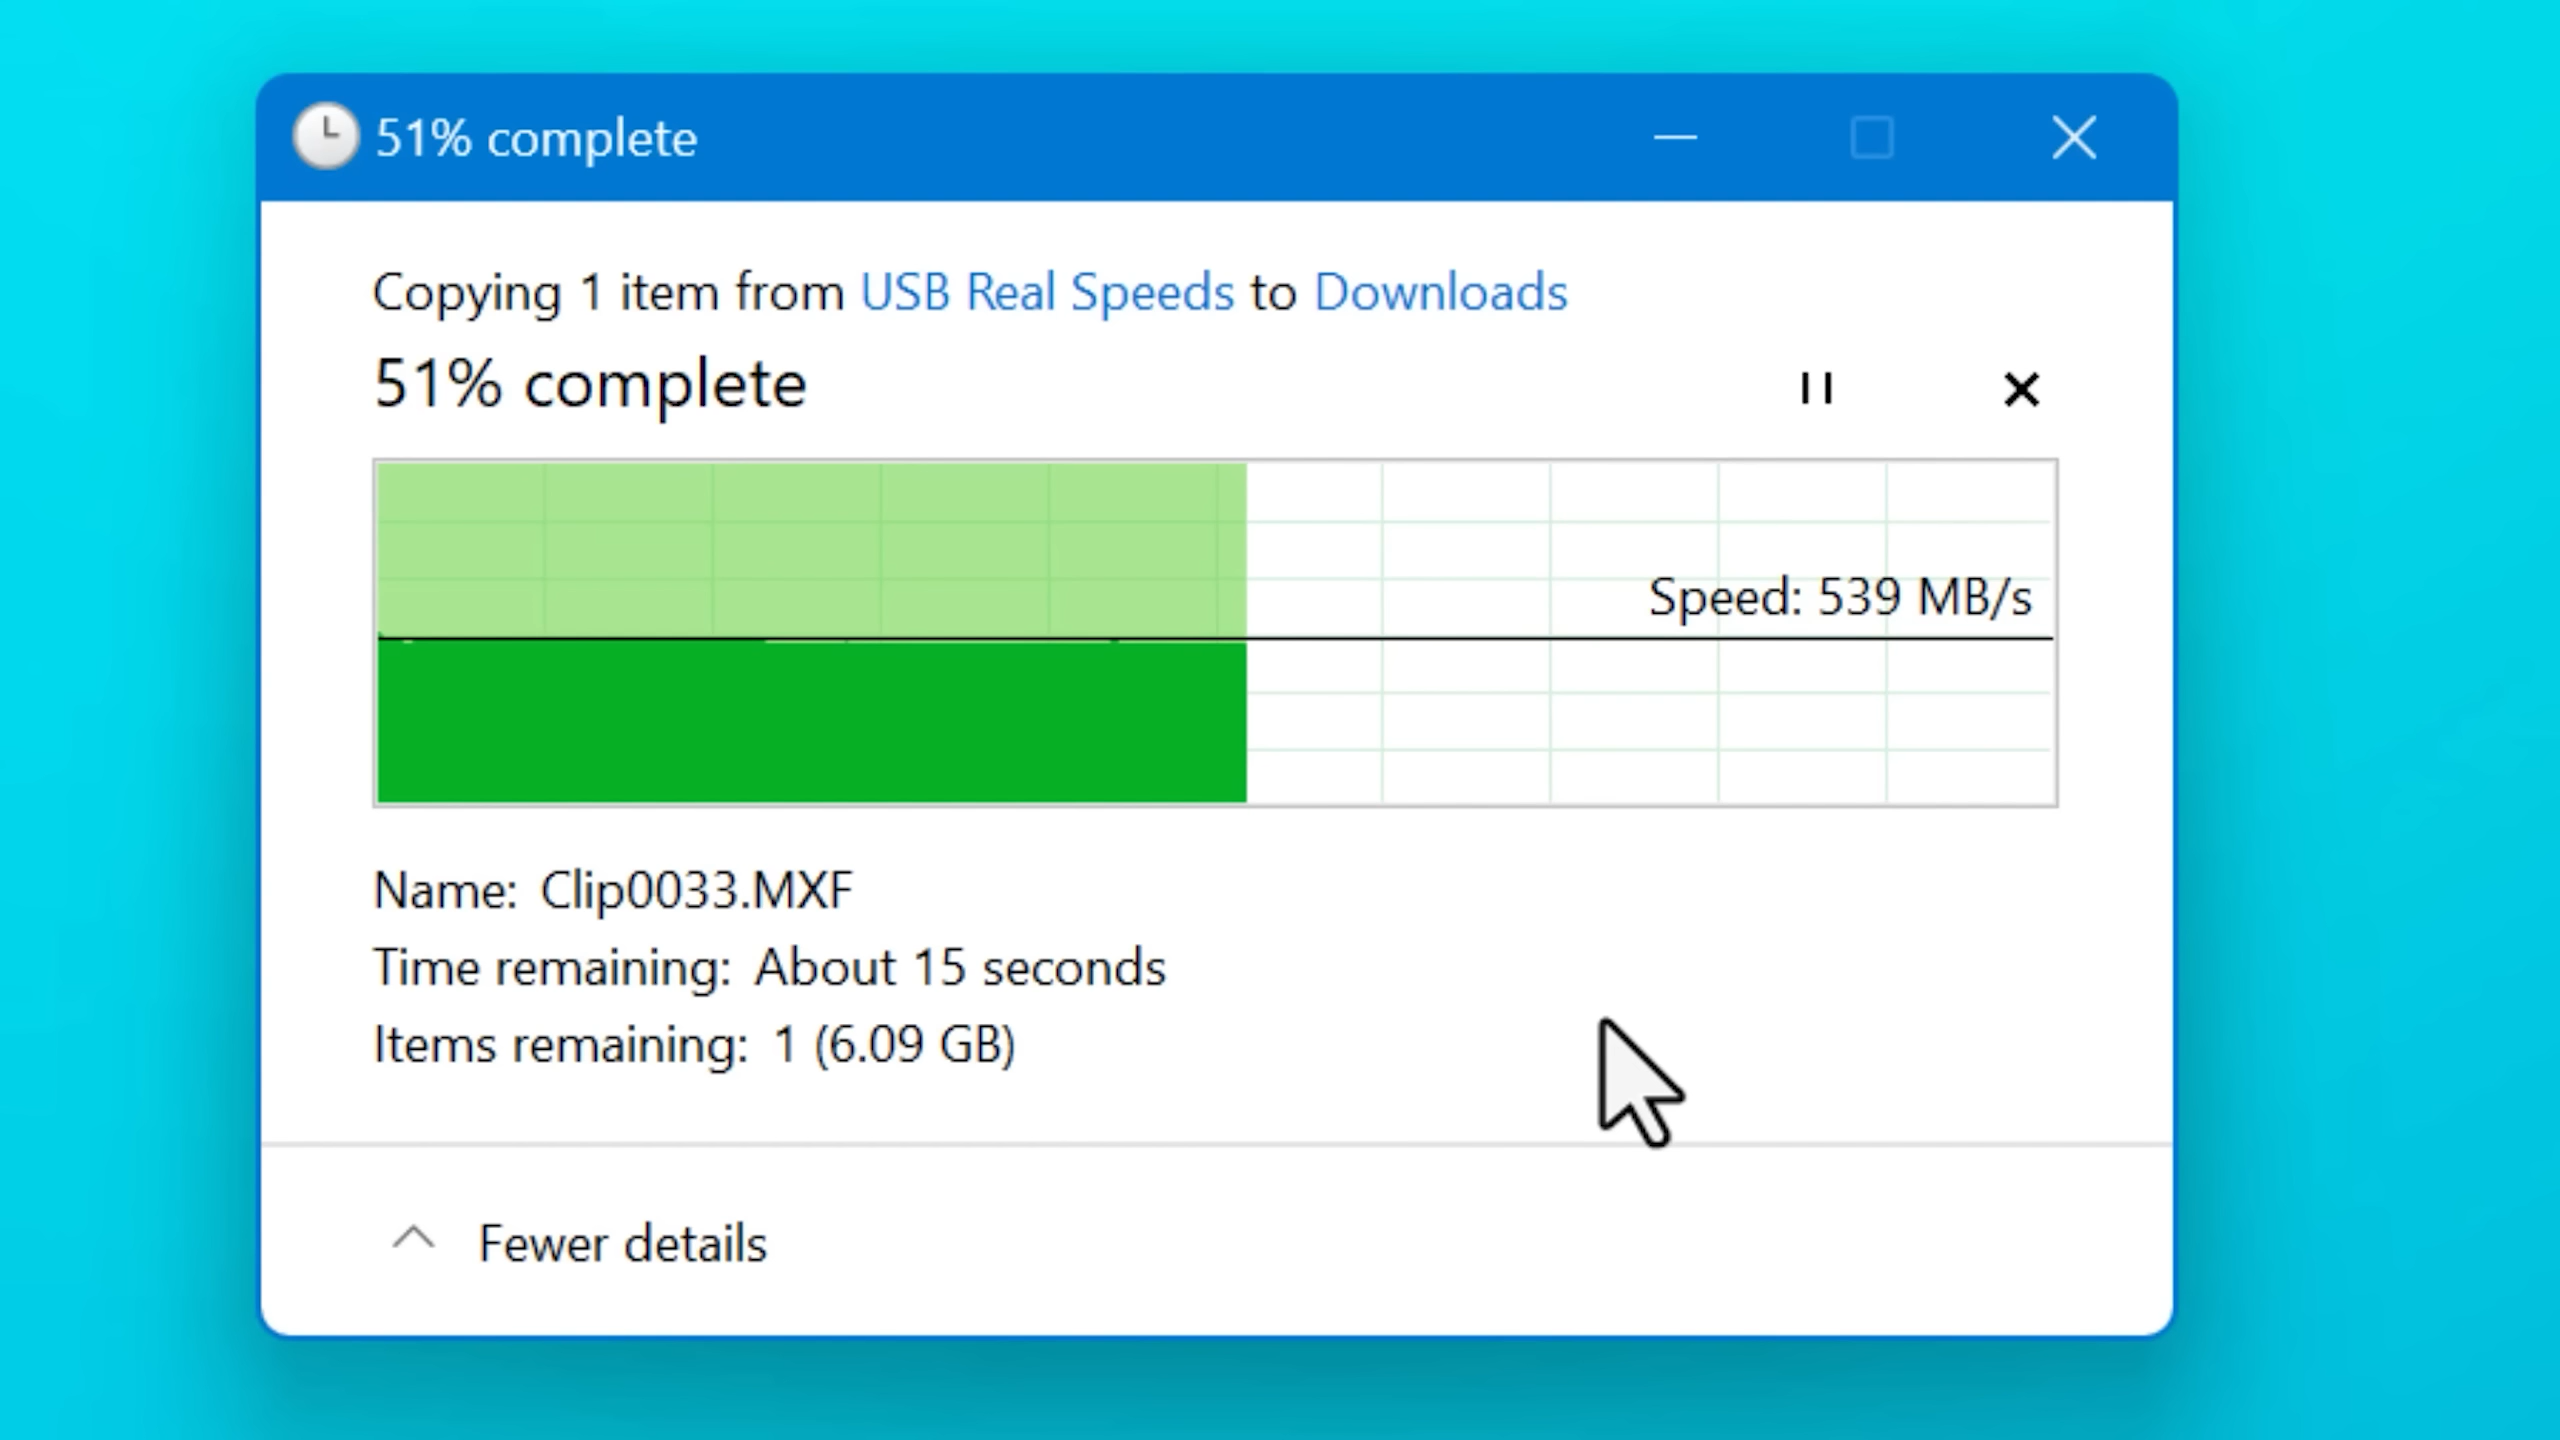 51% complete
Copying 1 item from USB Real Speeds to Downloads
51% complete
Speed: 539 MB/s
Name: Clip0033.MXF
Time remaining: About 15 seconds
Items remaining: 1 (6.09 GB)
Fewer details